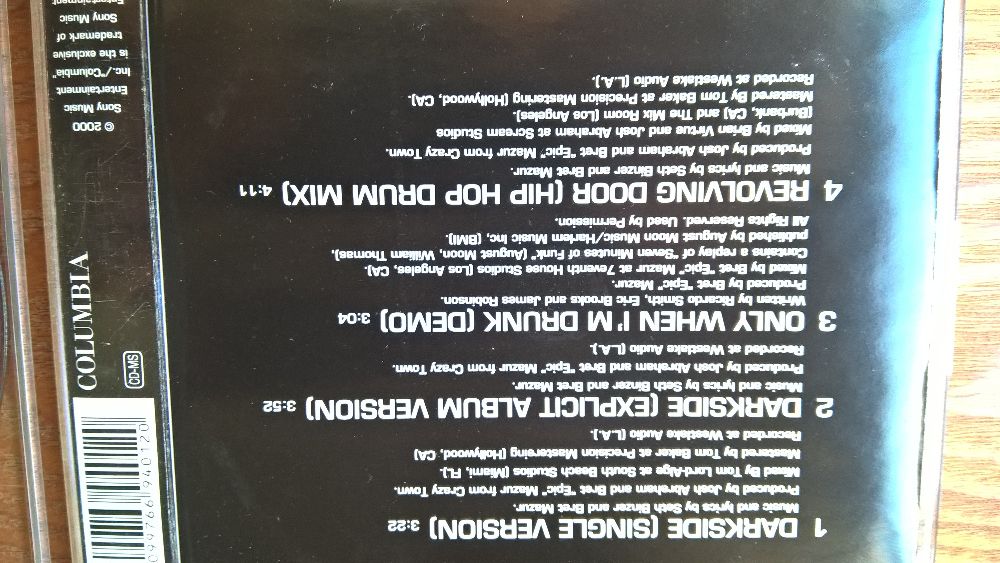 1 DARKSIDE (SINGLE VERSION) 3:22
Music and lyrics by Seth Binzer and Bret Mazur.
Produced by Josh Abraham and Bret "Epic" Mazur from Crazy Town.
Mixed By Tom Lord-Alge at South Beach Studios (Miami, FL).
Mastered by Tom Baker at Precision Mastereing (Hollywood, CA)
Recorded at Westlake Audio (L.A.).
2 DARKSIDE (EXPLICIT ALBUM VERSION) 3:52
Music and lyrics by Seth Binzer and Bret Mazur.
Produced by Josh Abraham and Bret "Epic" Mazur from Crazy Town.
Recorded at Westlake Audio (L.A.).
3 ONLY WHEN I'M DRUNK (DEMO) 3:04
Written by Ricardo Smith, Eric Brooks and James Robinson.
Produced by Bret "Epic" Mazur.
Mixed by Bret "Epic" Mazur at 7eventh House Studios (Los Angeles, CA).
Contains a replay of "Seven Minutes of Funk" (August Moon, William Thomas),
published by August Moon Music/Harlem Music Inc, (BMI)
All Rights Reserved. Used by Permission.
4 REVOLVING DOOR (HIP HOP DRUM MIX) 4:11
Music and lyrics by Seth Binzer and Bret Mazur.
Produced by Josh Abraham and Bret "Epic" Mazur from Crazy Town.
Mixed by Brian Virtue and Josh Abraham at Scream Studios
(Burbank, CA) and The Mix Room (Los Angeles).
Mastered By Tom Baker at Precision Mastering (Hollywood, CA).
Recorded at Westlake Audio (L.A.).
099766 940120
CD-MS
COLUMBIA
℗ 2000
Sony Music
Entertainment
Inc./"Columbia"
is the exclusive
trademark of
Sony Music
Entertainment